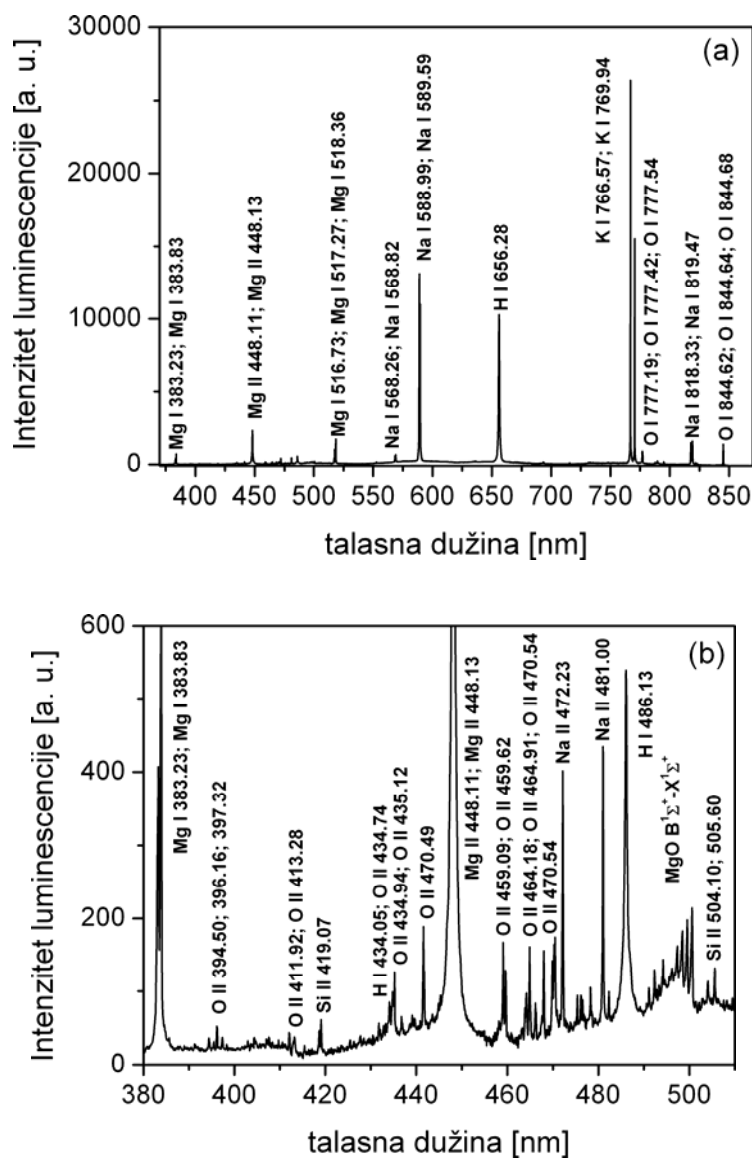 (a)
30000
20000
10000
0
Intenzitet luminescencije [a. u.]
Mg I 383.23; Mg I 383.83
Mg II 448.11; Mg II 448.13
Mg I 516.73; Mg I 517.27; Mg I 518.36
Na I 568.26; Na I 568.82
Na I 588.99; Na I 589.59
H I 656.28
K I 766.57; K I 769.94
O I 777.19; O I 777.42; O I 777.54
Na I 818.33; Na I 819.47
O I 844.62; O I 844.64; O I 844.68
400 450 500 550 600 650 700 750 800 850
talasna dužina [nm]
(b)
600
400
200
0
Intenzitet luminescencije [a. u.]
Mg I 383.23; Mg I 383.83
O II 394.50; 396.16; 397.32
O II 411.92; O II 413.28
Si II 419.07
H I 434.05; O II 434.74
O II 434.94; O II 435.12
O II 470.49
Mg II 448.11; Mg II 448.13
O II 459.09; O II 459.62
O II 464.18; O II 464.91; O II 470.54
O II 470.54
Na II 472.23
Na II 481.00
H I 486.13
MgO B¹Σ⁺-X¹Σ⁺
Si II 504.10; 505.60
380 400 420 440 460 480 500
talasna dužina [nm]